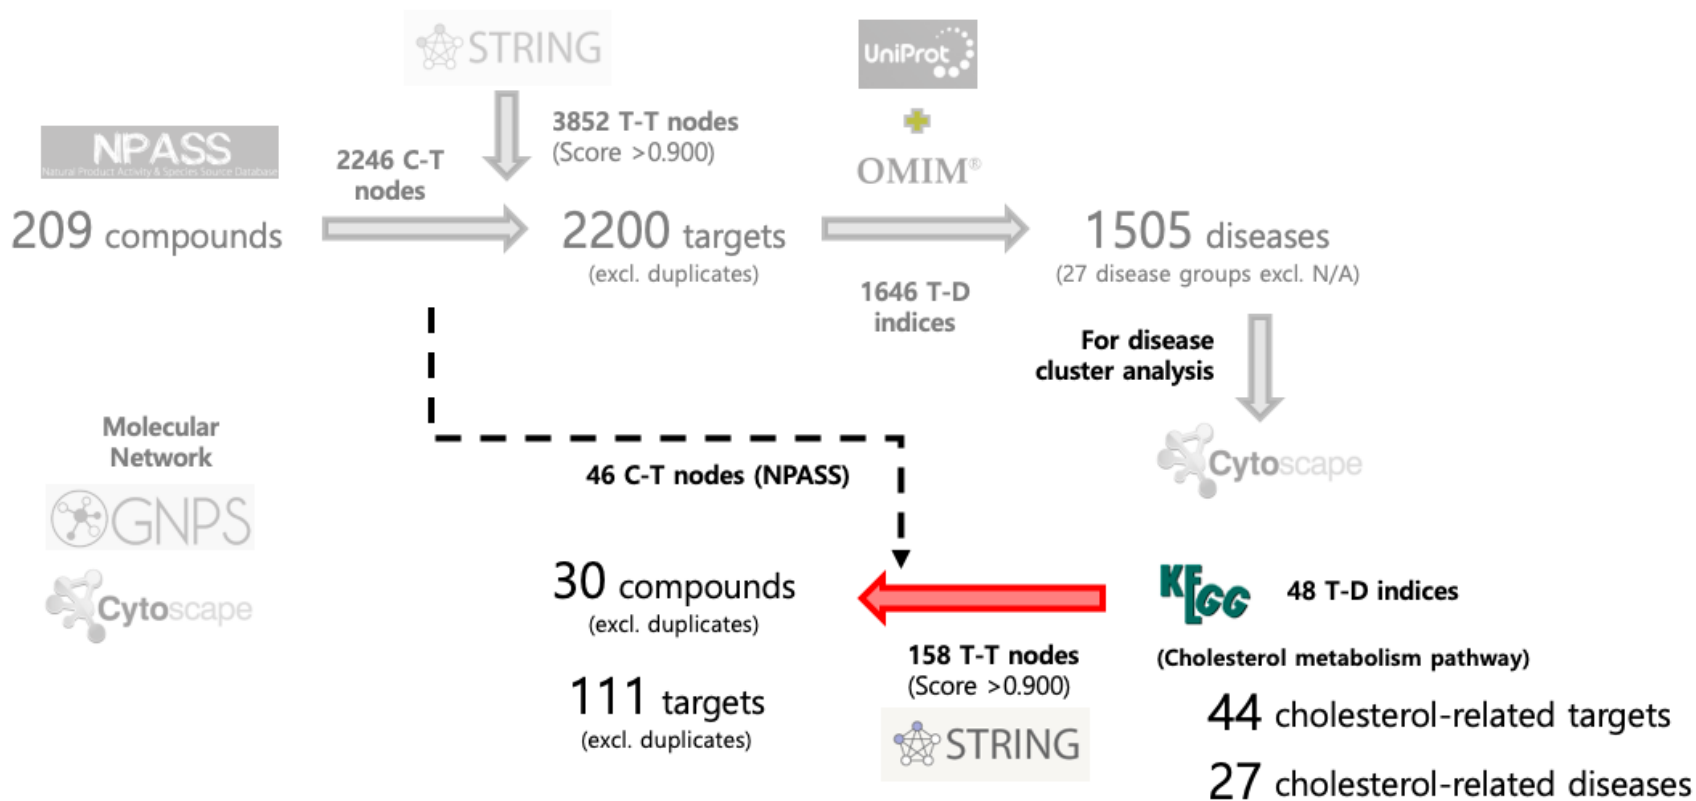 STRING
UniProt
NPASS
Natural Product Activity & Species Source Database
2246 C-T
nodes
3852 T-T nodes
(Score >0.900)
OMIM®
209 compounds
2200 targets
(excl. duplicates)
1505 diseases
(27 disease groups excl. N/A)
1646 T-D
indices
For disease
cluster analysis
Molecular
Network
GNPS
Cytoscape
Cytoscape
46 C-T nodes (NPASS)
30 compounds
(excl. duplicates)
111 targets
(excl. duplicates)
158 T-T nodes
(Score >0.900)
STRING
KEGG
48 T-D indices
(Cholesterol metabolism pathway)
44 cholesterol-related targets
27 cholesterol-related diseases